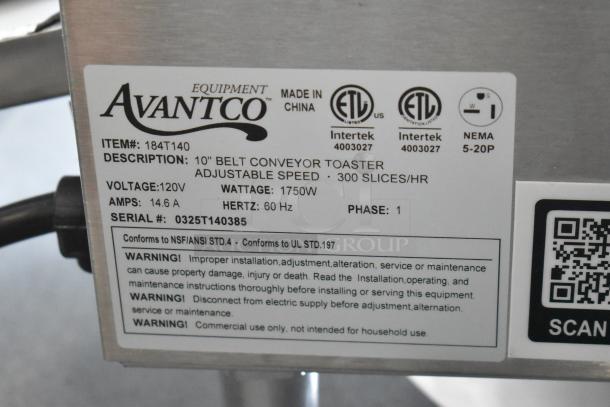 EQUIPMENT
AVANTCO
MADE IN
CHINA
ETL US
Intertek
4003027
ETL
Intertek
4003027
G
W
NEMA
5-20P
ITEM#: 184T140
DESCRIPTION: 10" BELT CONVEYOR TOASTER
ADJUSTABLE SPEED · 300 SLICES/HR
VOLTAGE:120V WATTAGE: 1750W
AMPS: 14.6 A HERTZ: 60 Hz PHASE: 1
SERIAL #: 0325T140385
GROUP
Conforms to NSF/ANSI STD.4 - Conforms to UL STD.197
WARNING! Improper installation,adjustment,alteration, service or maintenance
can cause property damage, injury or death. Read the Installation,operating, and
maintenance instructions thoroughly before installing or serving this equipment.
WARNING! Disconnect from electric supply before adjustment,alternation.
service or maintenance.
WARNING! Commercial use only, not intended for household use.
SCAN